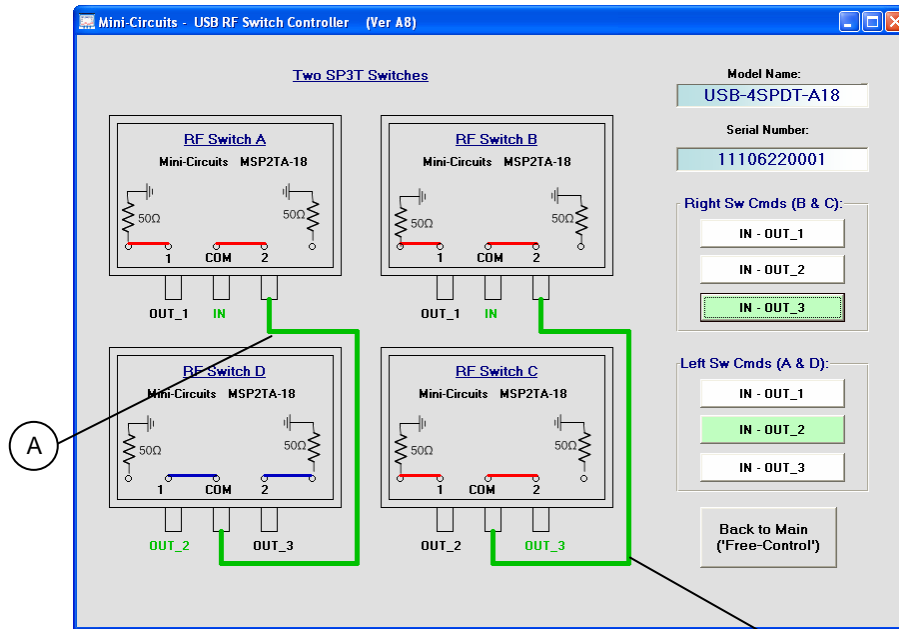 Mini-Circuits - USB RF Switch Controller (Ver A8)
Two SP3T Switches
Model Name:
USB-4SPDT-A18
Serial Number:
11106220001
RF Switch A
Mini-Circuits MSP2TA-18
50Ω
50Ω
1 COM 2
OUT_1 IN
RF Switch B
Mini-Circuits MSP2TA-18
50Ω
50Ω
1 COM 2
OUT_1 IN
Right Sw Cmds (B & C):
IN - OUT_1
IN - OUT_2
IN - OUT_3
RF Switch D
Mini-Circuits MSP2TA-18
50Ω
50Ω
1 COM 2
OUT_2 OUT_3
RF Switch C
Mini-Circuits MSP2TA-18
50Ω
50Ω
1 COM 2
OUT_2 OUT_3
Left Sw Cmds (A & D):
IN - OUT_1
IN - OUT_2
IN - OUT_3
Back to Main
('Free-Control')
A